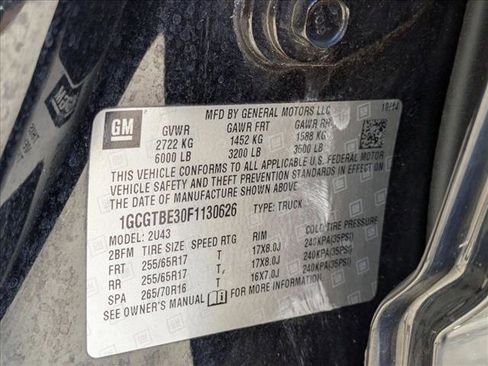 MFD BY GENERAL MOTORS LLC
GM GVWR GAWR FRT GAWR RR
2722 KG 1452 KG 1588 KG
6000 LB 3200 LB 3500 LB
THIS VEHICLE CONFORMS TO ALL APPLICABLE U.S. FEDERAL MOTOR
VEHICLE SAFETY AND THEFT PREVENTION STANDARDS IN EFFECT ON
THE DATE OF MANUFACTURE SHOWN ABOVE.
1GCGTBE30F1130626 TYPE: TRUCK
MODEL: 2U43
2BFM TIRE SIZE SPEED RTG RIM COLD TIRE PRESSURE
FRT 255/65R17 T 17X8.0J 240KPA(35PSI)
RR 255/65R17 T 17X8.0J 240KPA(35PSI)
SPA 265/70R16 T 16X7.0J 240KPA(35PSI)
SEE OWNER'S MANUAL FOR MORE INFORMATION.